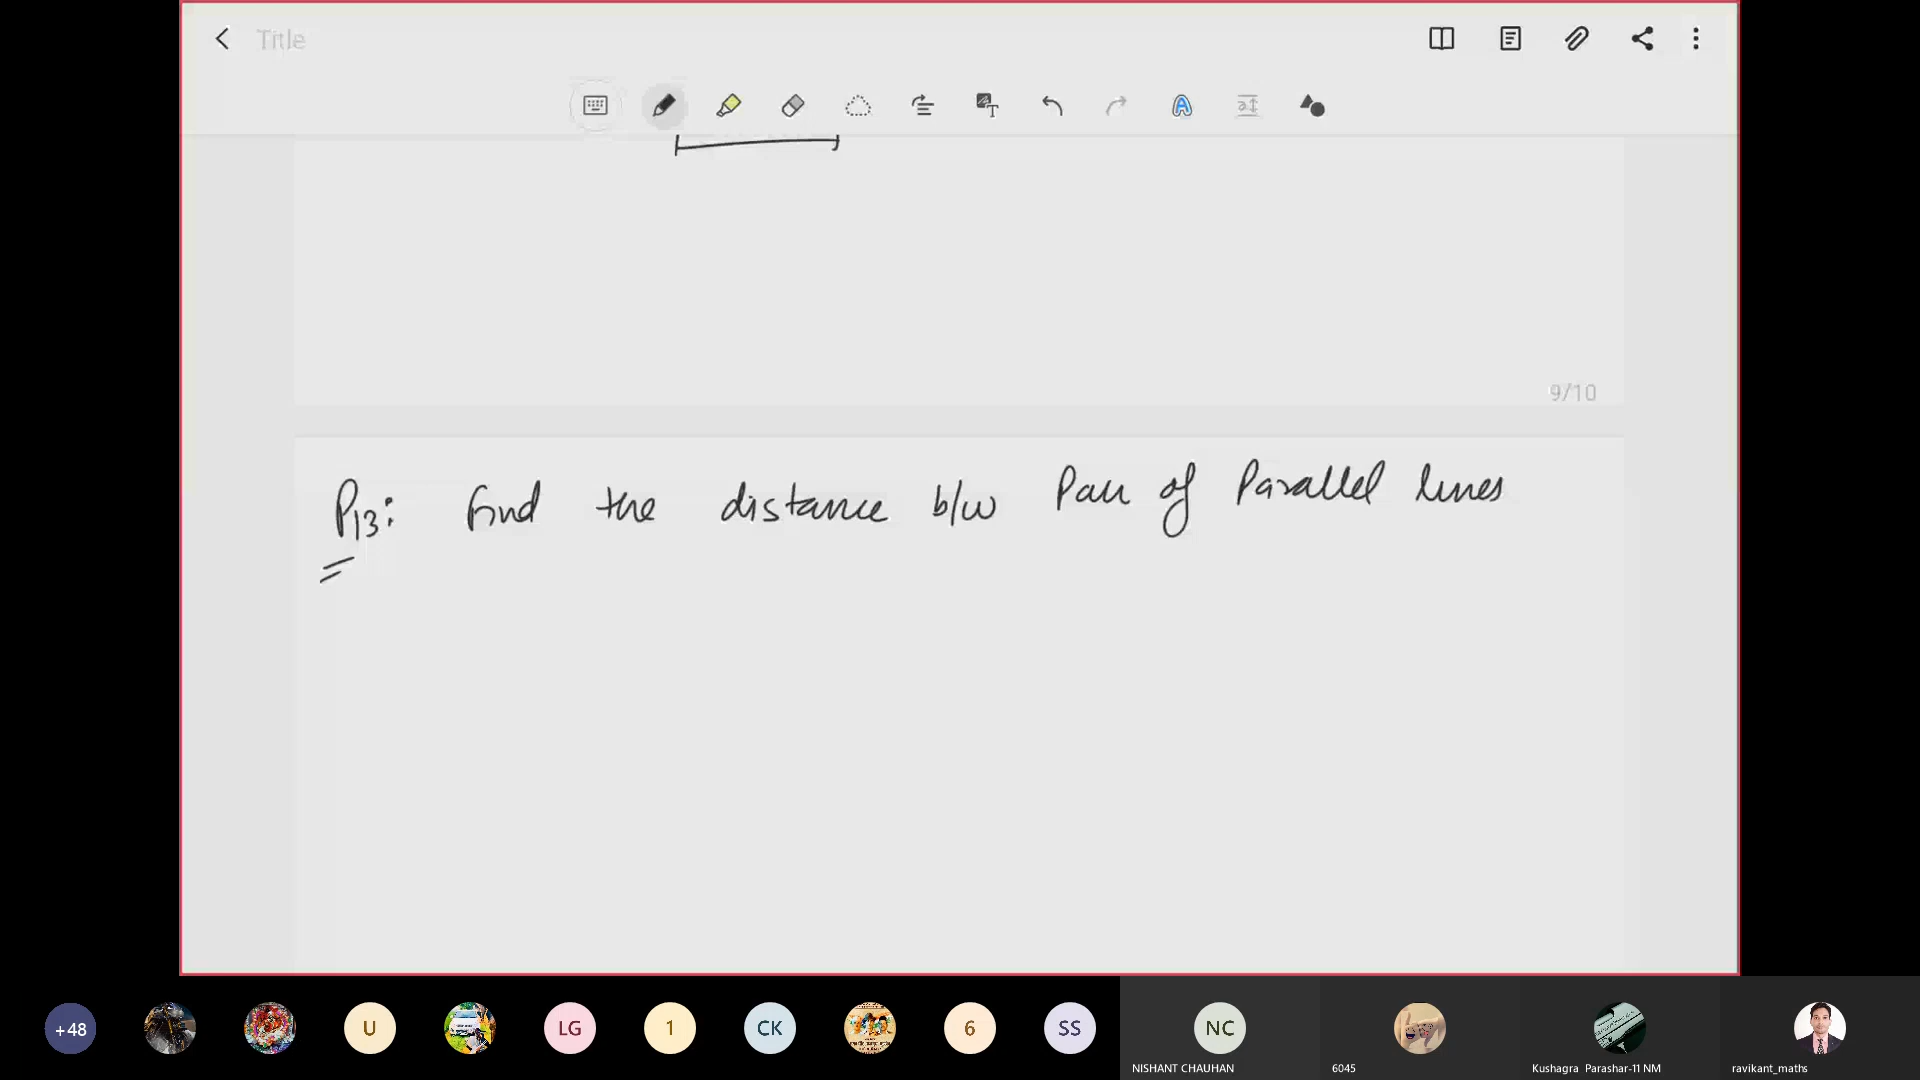 Title
9/10
P13: Find the distance b/w Pair of Parallel lines
+48
U
LG
1
CK
6
SS
NC
NISHANT CHAUHAN
6045
Kushagra Parashar-11 NM
ravikant_maths